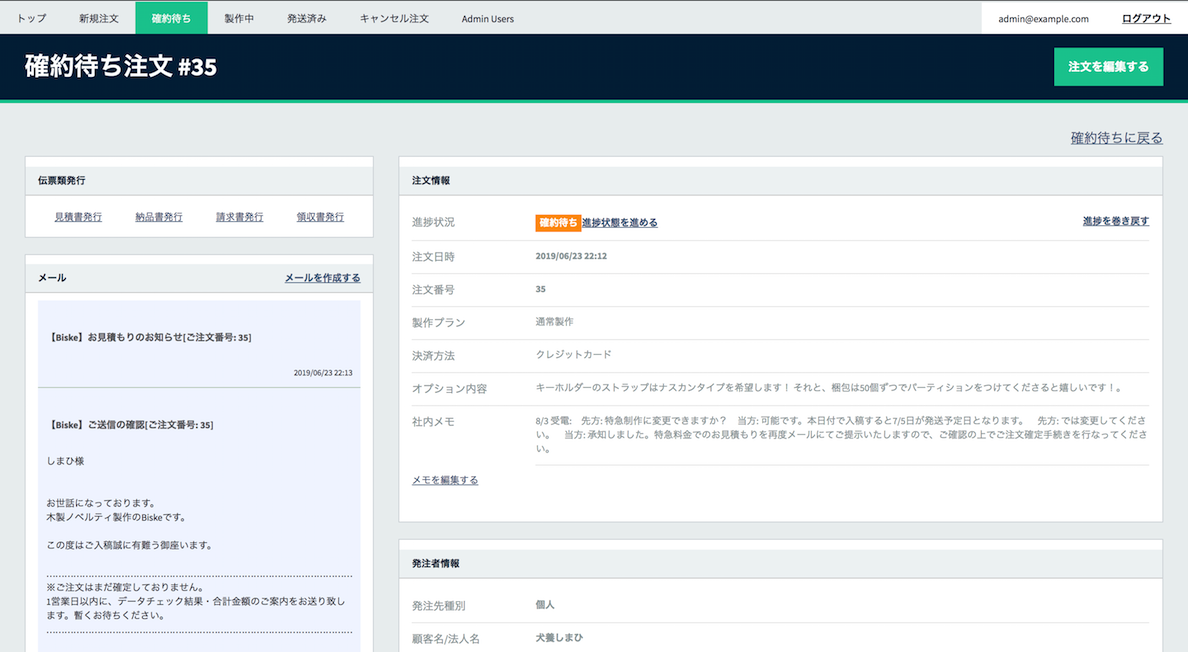 トップ 新規注文 確約待ち 製作中 発送済み キャンセル注文 Admin Users admin@example.com ログアウト
確約待ち注文 #35 注文を編集する
確約待ちに戻る
伝票類発行
見積書発行 納品書発行 請求書発行 領収書発行
メール メールを作成する
【Biske】お見積もりのお知らせ[ご注文番号: 35]
2019/06/23 22:13
【Biske】ご送信の確認[ご注文番号: 35]
しまひ様
お世話になっております。
木製ノベルティ製作のBiskeです。
この度はご入稿誠に有難う御座います。
※ご注文はまだ確定しておりません。
1営業日以内に、データチェック結果・合計金額のご案内をお送り致し
ます。暫くお待ちください。
注文情報
進捗状況 確約待ち 進捗状態を進める 進捗を巻き戻す
注文日時 2019/06/23 22:12
注文番号 35
製作プラン 通常製作
決済方法 クレジットカード
オプション内容 キーホルダーのストラップはナスカンタイプを希望します！ それと、梱包は50個ずつでパーティションをつけてくださると嬉しいです！。
社内メモ 8/3 受電: 先方: 特急制作に変更できますか？ 当方: 可能です。本日付で入稿すると7/5日が発送予定日となります。 先方: では変更してくださ
い。 当方: 承知しました。特急料金でのお見積もりを再度メールにてご提示いたしますので、ご確認の上でご注文確定手続きを行なってくださ
い。
メモを編集する
発注者情報
発注先種別 個人
顧客名/法人名 犬養しまひ